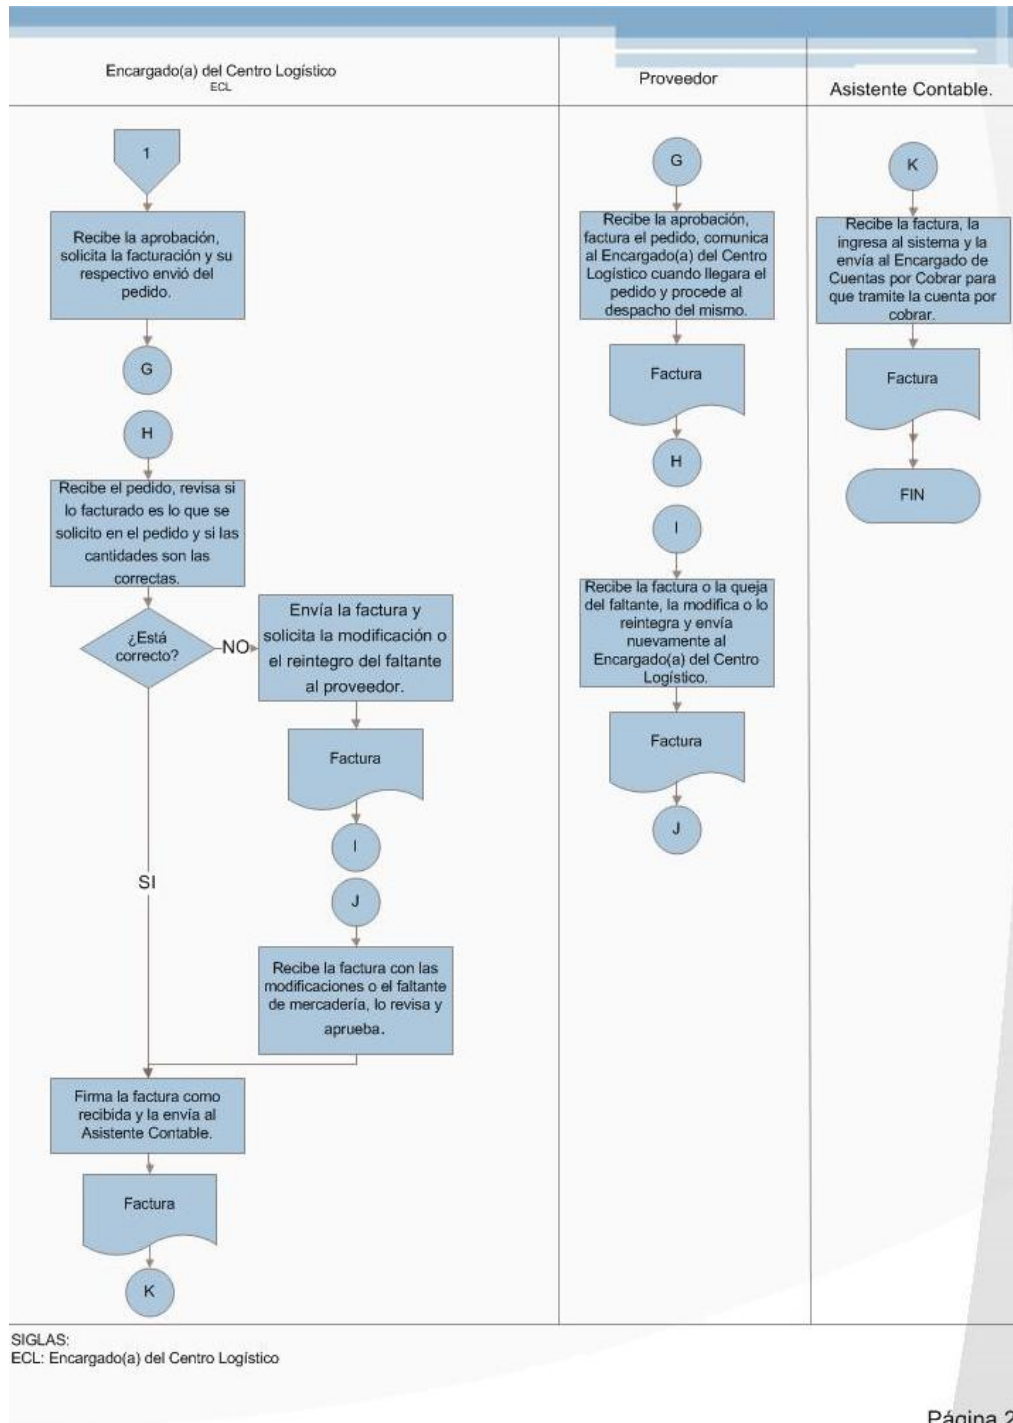 Encargado(a) del Centro Logístico
ECL
Proveedor
Asistente Contable.
1
Recibe la aprobación,
solicita la facturación y su
respectivo envió del
pedido.
G
H
Recibe el pedido, revisa si
lo facturado es lo que se
solicito en el pedido y si las
cantidades son las
correctas.
¿Está
correcto?
NO
Envía la factura y
solicita la modificación o
el reintegro del faltante
al proveedor.
Factura
I
J
Recibe la factura con las
modificaciones o el faltante
de mercadería, lo revisa y
aprueba.
SI
Firma la factura como
recibida y la envía al
Asistente Contable.
Factura
K
G
Recibe la aprobación,
factura el pedido, comunica
al Encargado(a) del Centro
Logístico cuando llegara el
pedido y procede al
despacho del mismo.
Factura
H
I
Recibe la factura o la queja
del faltante, la modifica o lo
reintegra y envía
nuevamente al
Encargado(a) del Centro
Logístico.
Factura
J
K
Recibe la factura, la
ingresa al sistema y la
envía al Encargado de
Cuentas por Cobrar para
que tramite la cuenta por
cobrar.
Factura
FIN
SIGLAS:
ECL: Encargado(a) del Centro Logístico
Página 2